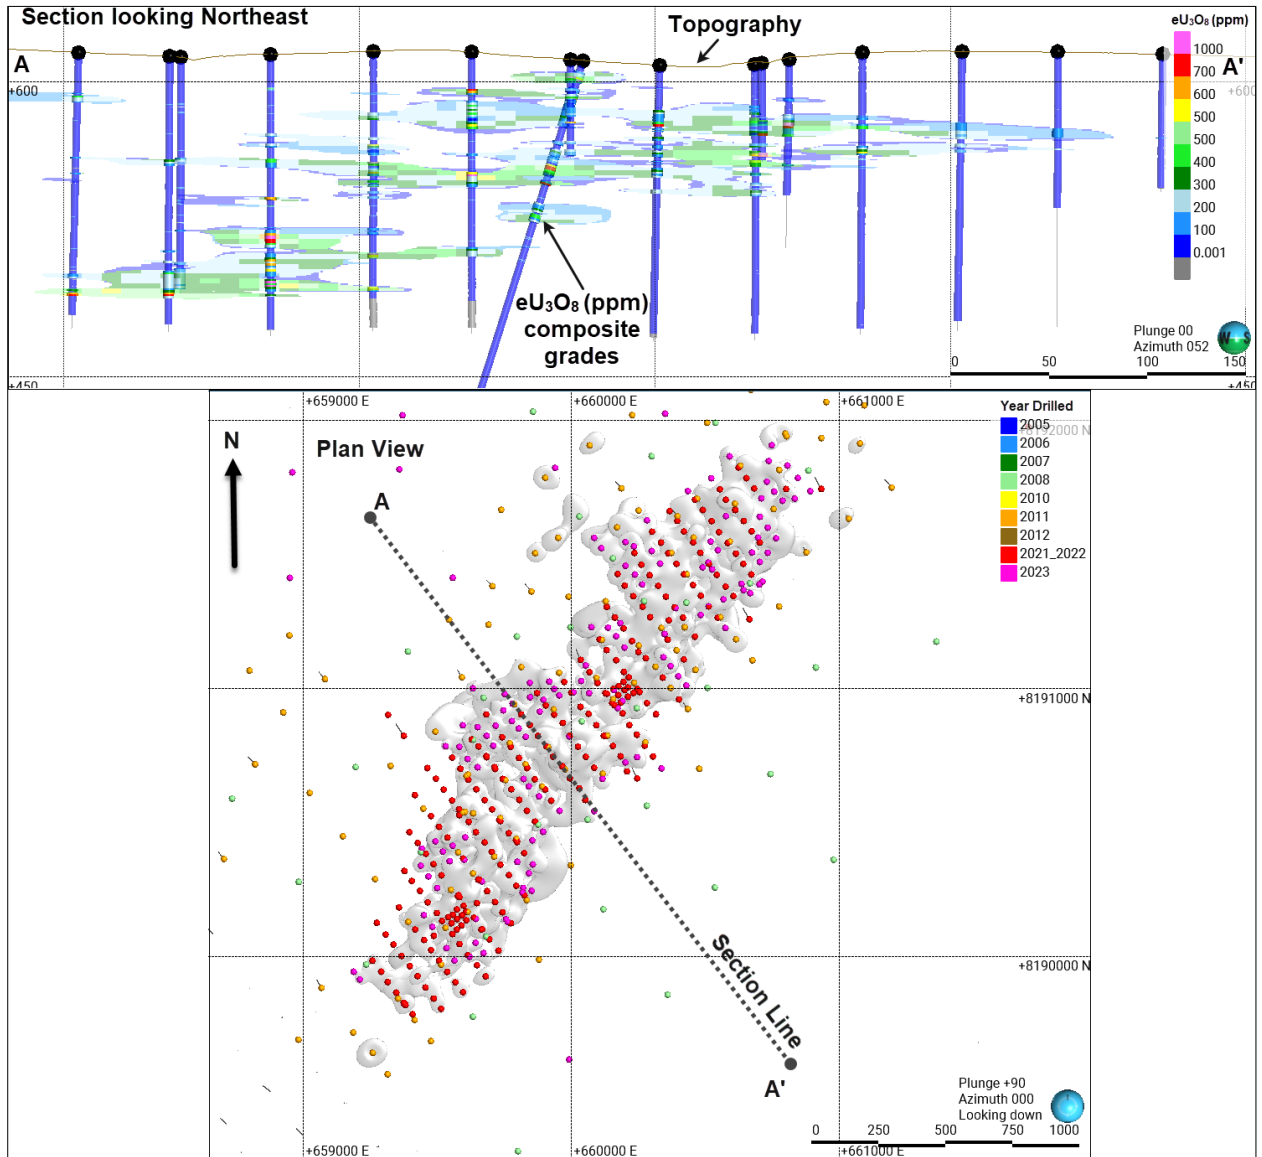 Section looking Northeast
Topography
eU₃O₈ (ppm)
1000
700
600
500
500
400
300
200
100
0.001
A
A'
+600
+600
eU₃O₈ (ppm)
composite
grades
Plunge 00
Azimuth 052
W S
0 50 100 150
+450
+450
+659000 E
+660000 E
+661000 E
Year Drilled
2005
2006
2007
2008
2010
2011
2012
2021_2022
2023
+8192000 N
N
Plan View
A
+8191000 N
+8190000 N
Section Line
A'
Plunge +90
Azimuth 000
Looking down
0 250 500 750 1000
+659000 E
+660000 E
+661000 E